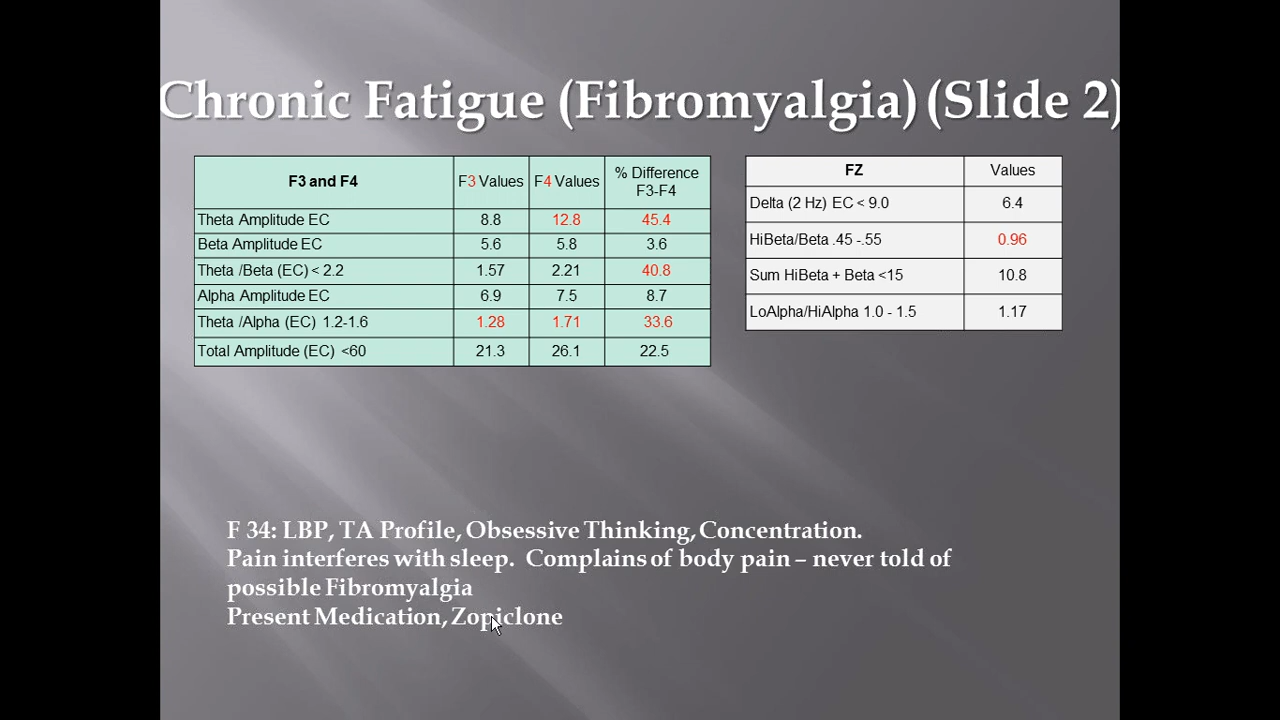 Chronic Fatigue (Fibromyalgia) (Slide 2)
F3 and F4 F3 Values F4 Values % Difference F3-F4
Theta Amplitude EC 8.8 12.8 45.4
Beta Amplitude EC 5.6 5.8 3.6
Theta /Beta (EC) < 2.2 1.57 2.21 40.8
Alpha Amplitude EC 6.9 7.5 8.7
Theta /Alpha (EC) 1.2-1.6 1.28 1.71 33.6
Total Amplitude (EC) <60 21.3 26.1 22.5
FZ Values
Delta (2 Hz) EC < 9.0 6.4
HiBeta/Beta .45 -.55 0.96
Sum HiBeta + Beta <15 10.8
LoAlpha/HiAlpha 1.0 - 1.5 1.17
F 34: LBP, TA Profile, Obsessive Thinking, Concentration.
Pain interferes with sleep. Complains of body pain – never told of
possible Fibromyalgia
Present Medication, Zopiclone